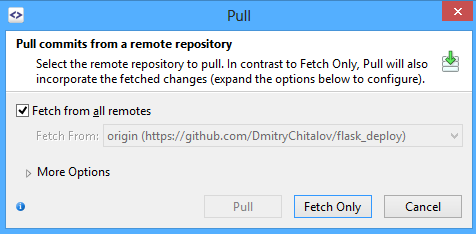 Pull
Pull commits from a remote repository
Select the remote repository to pull. In contrast to Fetch Only, Pull will also
incorporate the fetched changes (expand the options below to configure).
Fetch from all remotes
Fetch From: origin (https://github.com/DmitryChitalov/flask_deploy)
More Options
Pull Fetch Only Cancel